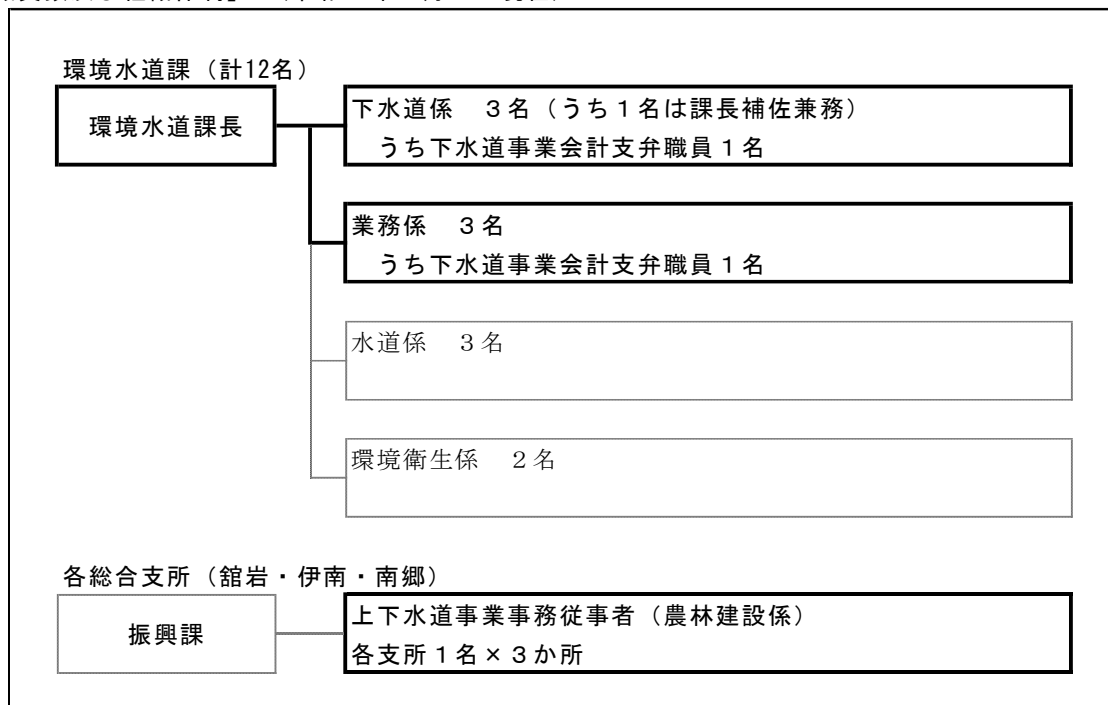 環境水道課（計12名）
環境水道課長
下水道係　３名（うち１名は課長補佐兼務）
うち下水道事業会計支弁職員１名
業務係　３名
うち下水道事業会計支弁職員１名
水道係　３名
環境衛生係　２名
各総合支所（舘岩・伊南・南郷）
振興課
上下水道事業事務従事者（農林建設係）
各支所１名×３か所